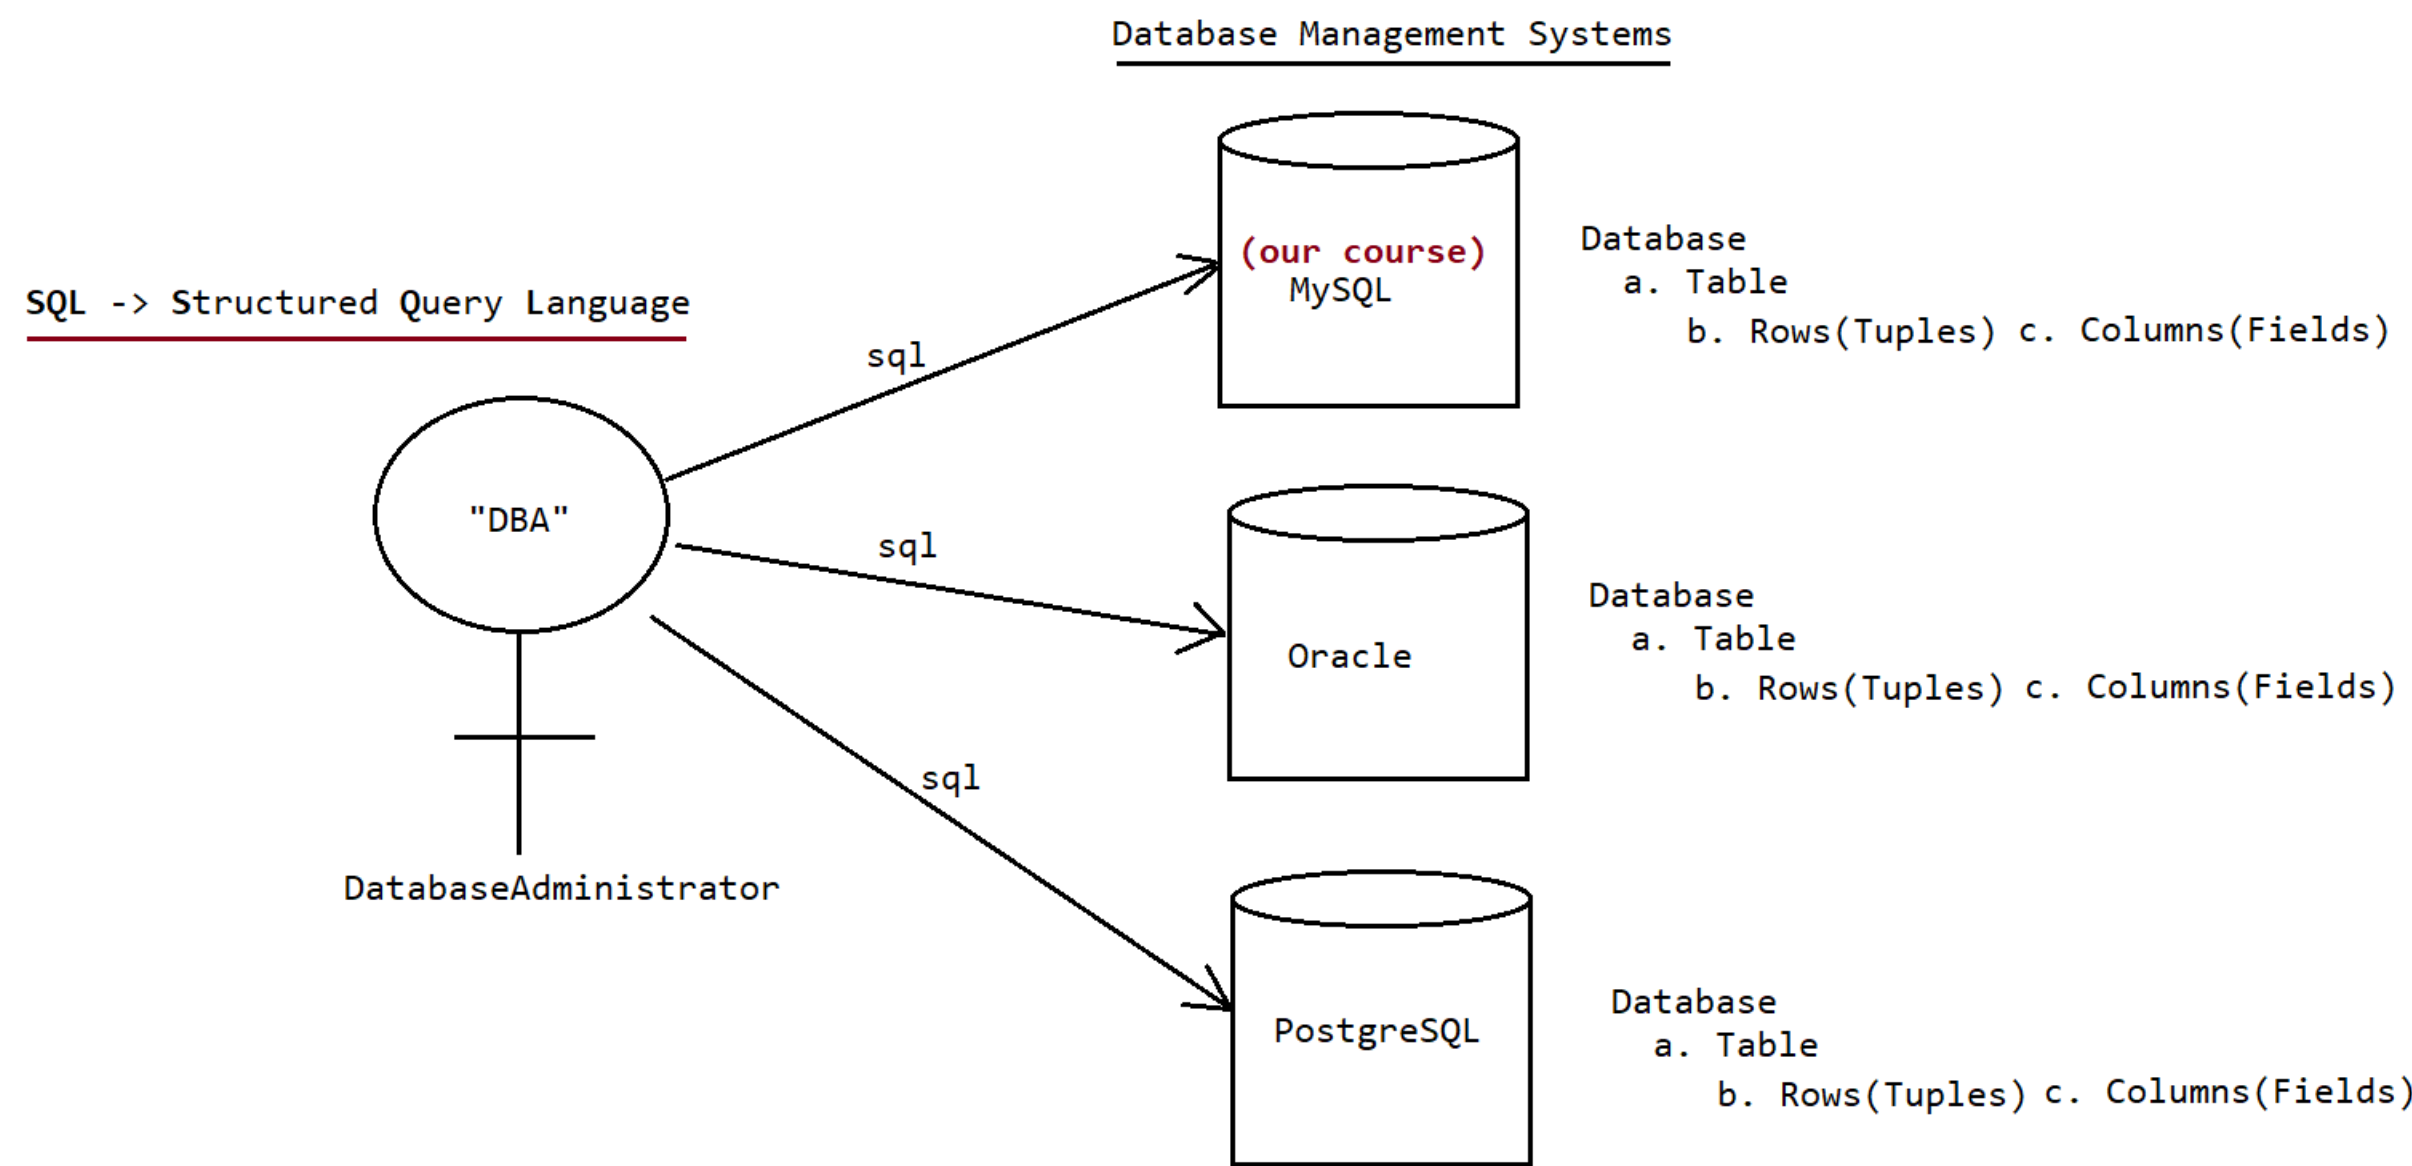 Database Management Systems
SQL -> Structured Query Language
"DBA"
DatabaseAdministrator
sql
sql
sql
(our course)
MySQL
Database
a. Table
b. Rows(Tuples) c. Columns(Fields)
Oracle
Database
a. Table
b. Rows(Tuples) c. Columns(Fields)
PostgreSQL
Database
a. Table
b. Rows(Tuples) c. Columns(Fields)